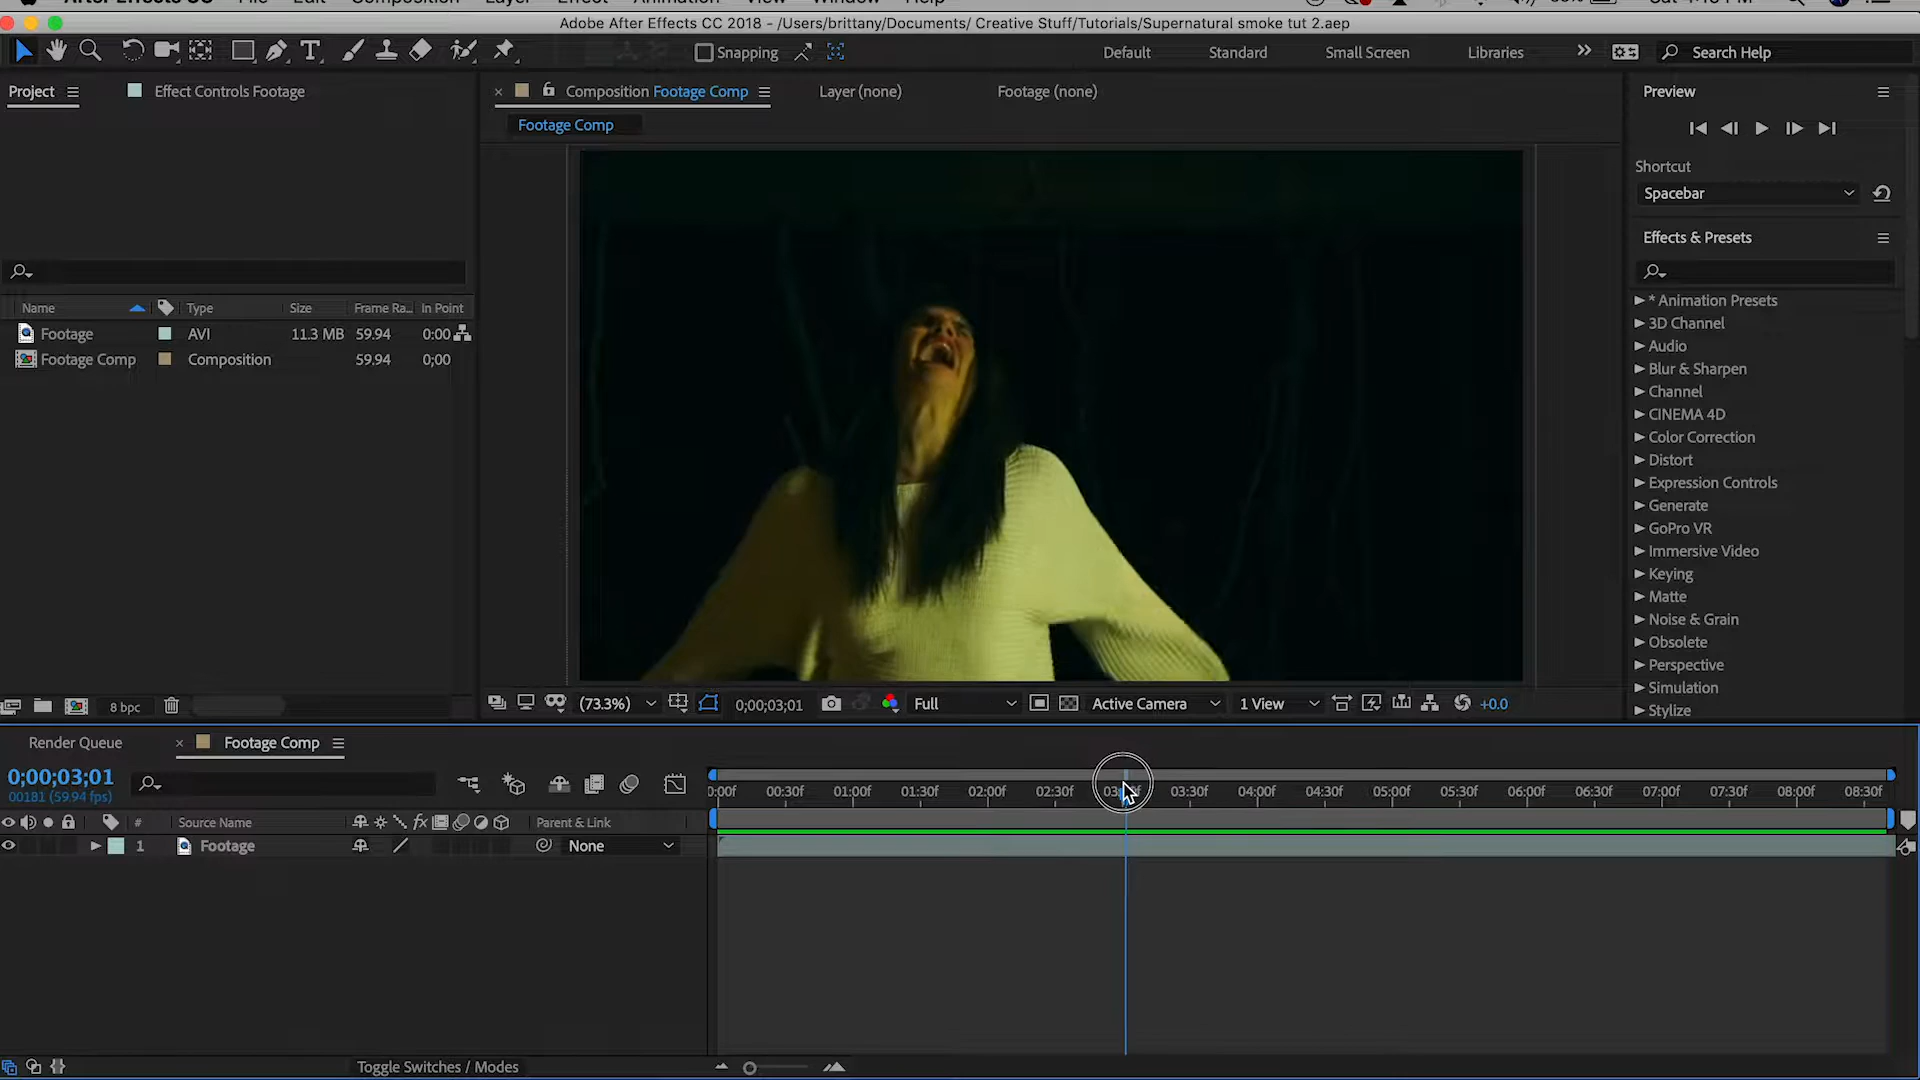 Adobe After Effects CC 2018 - /Users/brittany/Documents/ Creative Stuff/Tutorials/Supernatural smoke tut 2.aep
Snapping
Default
Standard
Small Screen
Libraries
Search Help
Project
Effect Controls Footage
Composition Footage Comp
Layer (none)
Footage (none)
Preview
Footage Comp
Shortcut
Spacebar
Effects & Presets
Name
Type
Size
Frame Ra...
In Point
Footage
AVI
11.3 MB
59.94
0:00
Footage Comp
Composition
59.94
0;00
* Animation Presets
3D Channel
Audio
Blur & Sharpen
Channel
CINEMA 4D
Color Correction
Distort
Expression Controls
Generate
GoPro VR
Immersive Video
Keying
Matte
Noise & Grain
Obsolete
Perspective
Simulation
Stylize
8 bpc
(73.3%)
0;00;03;01
Full
Active Camera
1 View
+0.0
Render Queue
Footage Comp
0;00;03;01
00181 (59.94 fps)
0:00f 00:30f 01:00f 01:30f 02:00f 02:30f 03:30f 04:00f 04:30f 05:00f 05:30f 06:00f 06:30f 07:00f 07:30f 08:00f 08:30f
# Source Name
Parent & Link
1 Footage
None
Toggle Switches / Modes